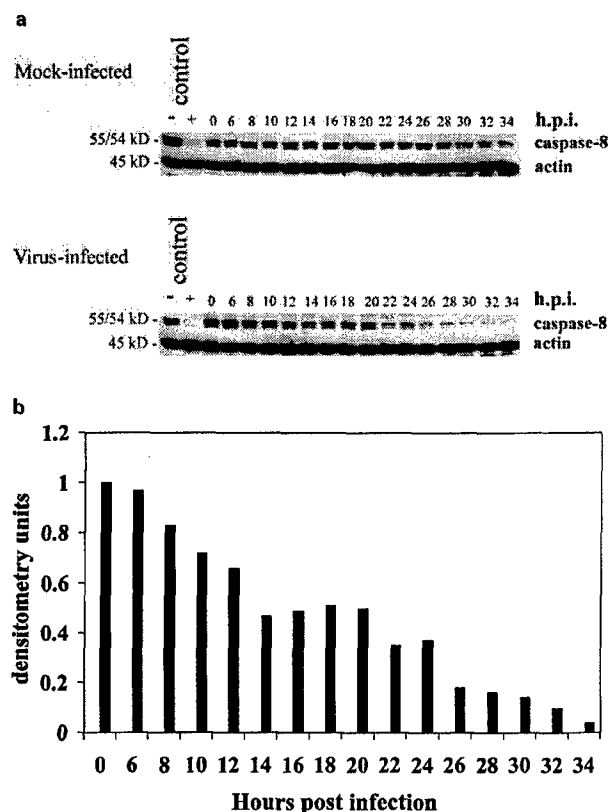 a
Mock-infected
control
- +
0 6 8 10 12 14 16 18 20 22 24 26 28 30 32 34 h.p.i.
55/54 kD - caspase-8
45 kD - actin
Virus-infected
control
- +
0 6 8 10 12 14 16 18 20 22 24 26 28 30 32 34 h.p.i.
55/54 kD - caspase-8
45 kD - actin
b
1.2
1
0.8
0.6
0.4
0.2
0
densitometry units
0 6 8 10 12 14 16 18 20 22 24 26 28 30 32 34
Hours post infection